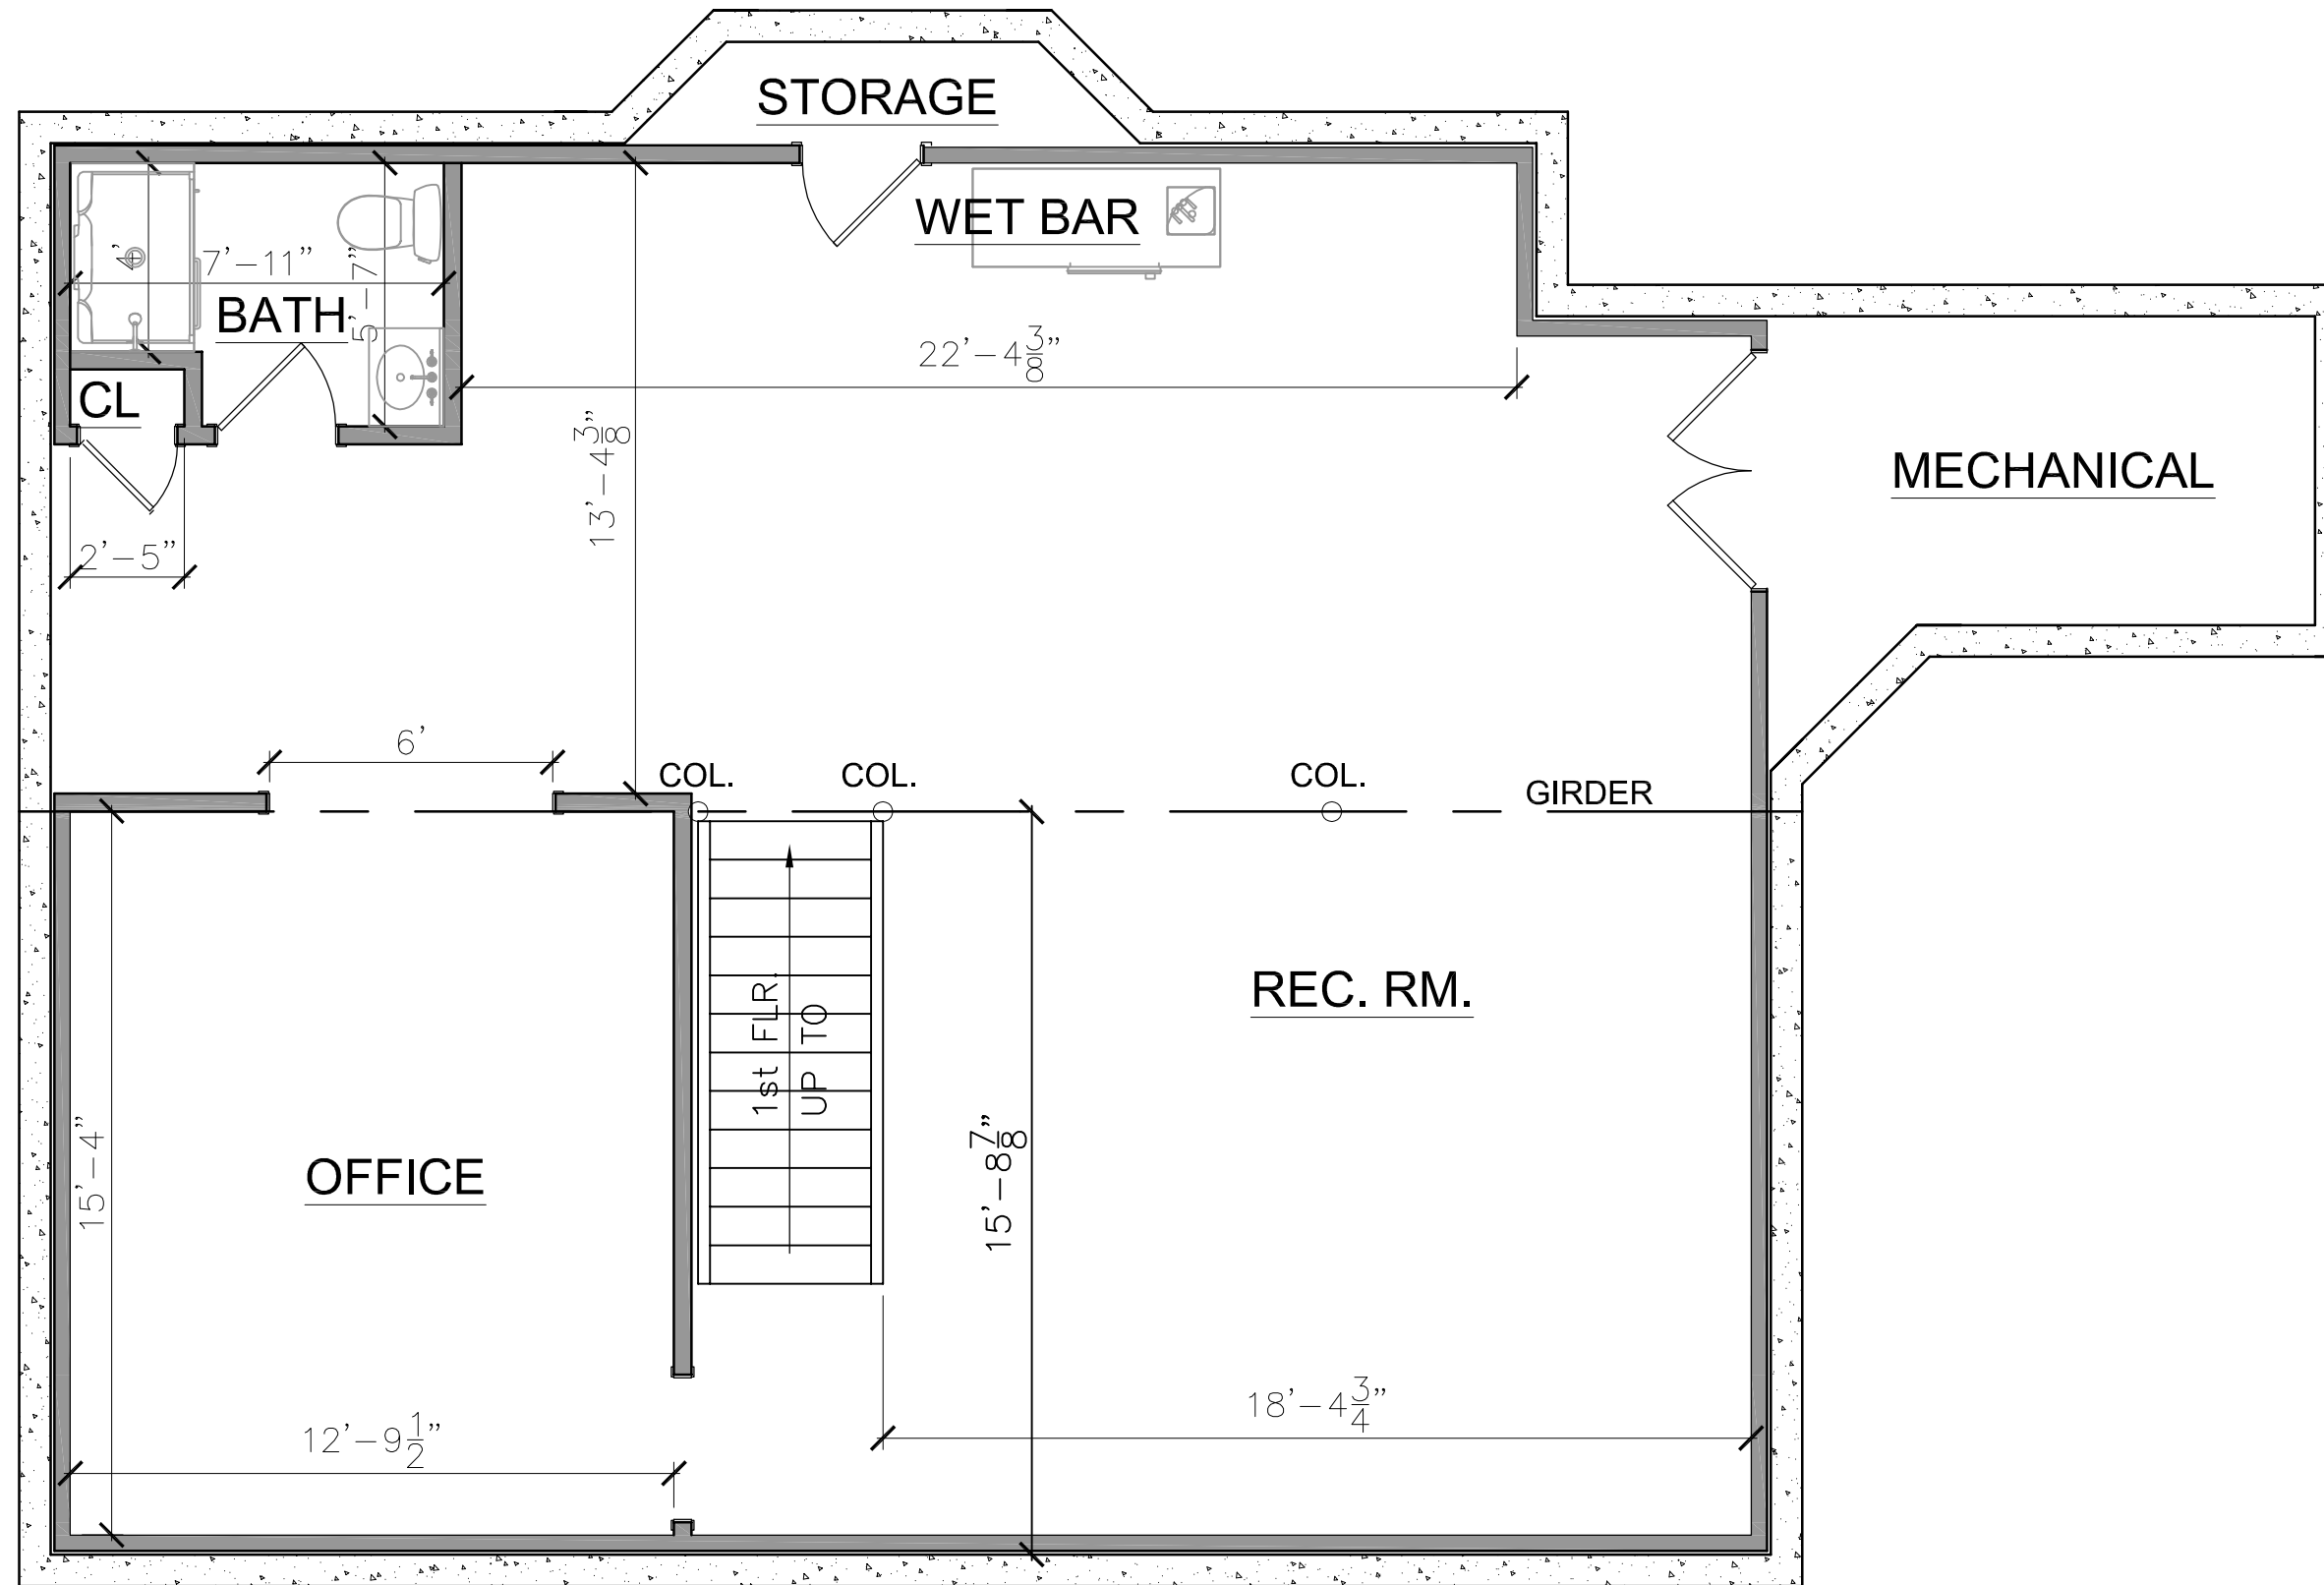 STORAGE
WET BAR
4'
7'-11"
5'-7"
BATH
22'-4 3/8"
CL
13'-4 3/8"
MECHANICAL
2'-5"
6'
COL.
COL.
COL.
GIRDER
REC. RM.
1st FLR.
UP TO
OFFICE
15'-4"
15'-8 7/8"
12'-9 1/2"
18'-4 3/4"